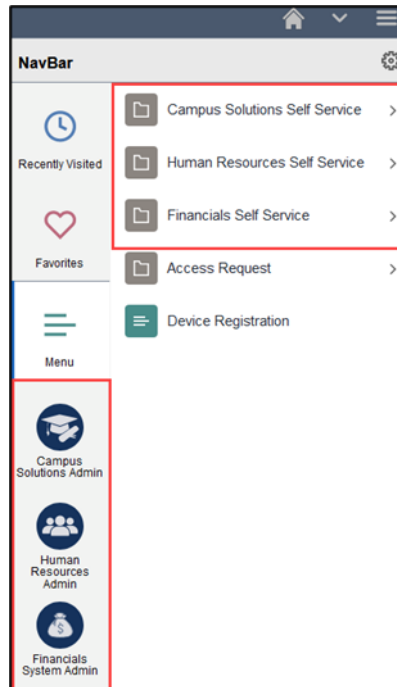 NavBar
Recently Visited
Favorites
Menu
Campus
Solutions Admin
Human
Resources
Admin
Financials
System Admin
Campus Solutions Self Service
Human Resources Self Service
Financials Self Service
Access Request
Device Registration